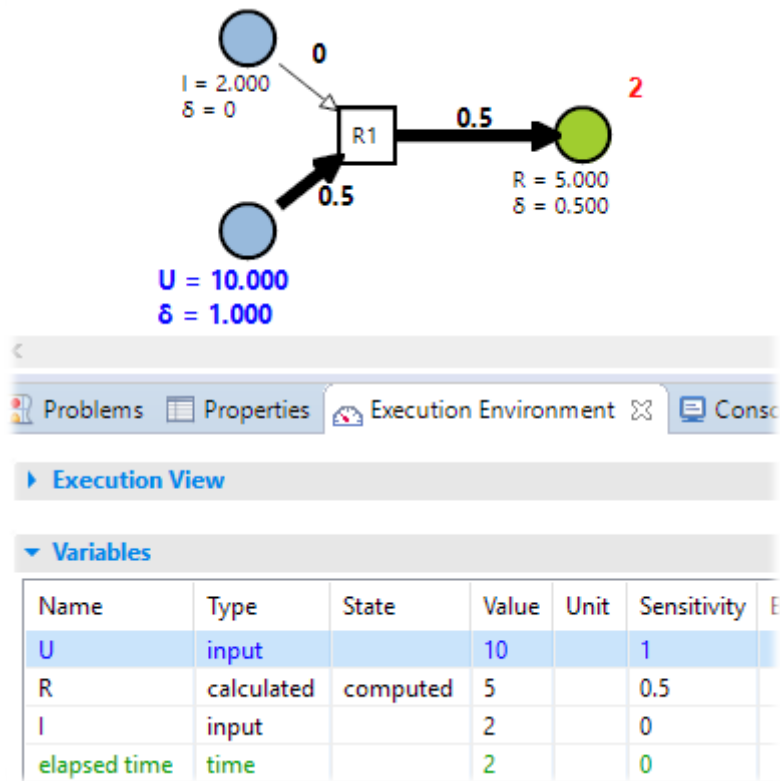 0
I = 2.000
δ = 0
2
R1
0.5
0.5
R = 5.000
δ = 0.500
U = 10.000
δ = 1.000
Problems Properties Execution Environment
Execution View
Variables
Name Type State Value Unit Sensitivity
U input 10 1
R calculated computed 5 0.5
I input 2 0
elapsed time time 2 0